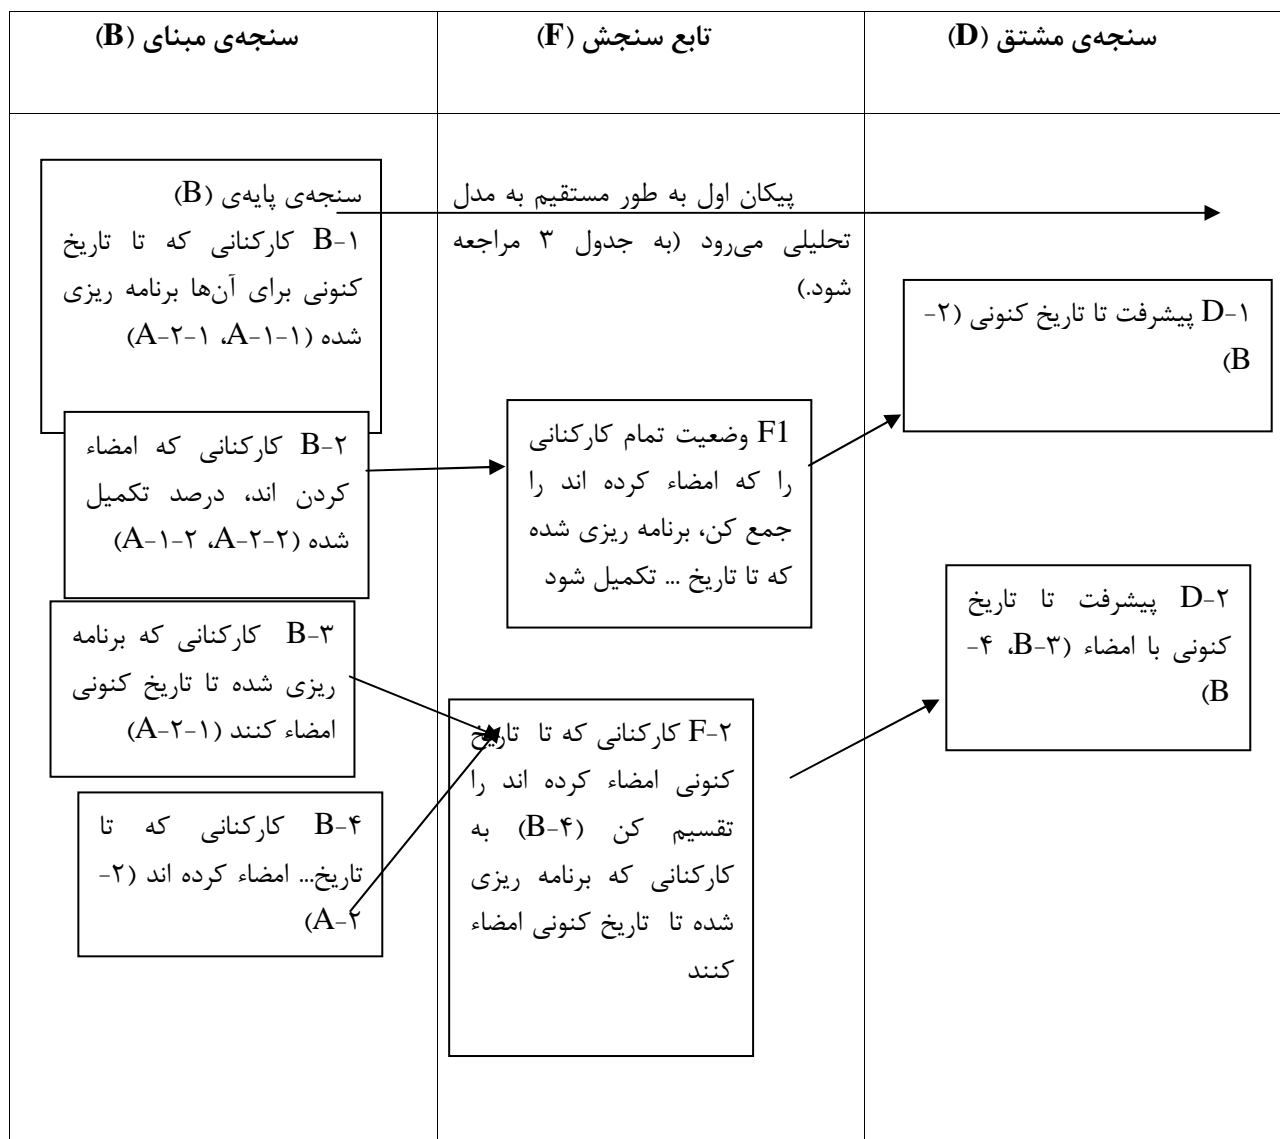 سنجه‌ی مبنای (B)
تابع سنجش (F)
سنجه‌ی مشتق (D)
سنجه‌ی پایه‌ی (B)
B-۱ کارکنانی که تا تاریخ
کنونی برای آن‌ها برنامه ریزی
شده (A-۱-۱، A-۲-۱)
B-۲ کارکنانی که امضاء
کردن اند، درصد تکمیل
شده (A-۲-۲، A-۱-۲)
B-۳ کارکنانی که برنامه
ریزی شده تا تاریخ کنونی
امضاء کنند (A-۲-۱)
B-۴ کارکنانی که تا
تاریخ... امضاء کرده اند (۲-
A-۲)
پیکان اول به طور مستقیم به مدل
تحلیلی می‌رود (به جدول ۳ مراجعه
شود.)
F1 وضعیت تمام کارکنانی
را که امضاء کرده اند را
جمع کن، برنامه ریزی شده
که تا تاریخ ... تکمیل شود
F-۲ کارکنانی که تا تاریخ
کنونی امضاء کرده اند را
تقسیم کن (B-۴) به
کارکنانی که برنامه ریزی
شده تا تاریخ کنونی امضاء
کنند
D-۱ پیشرفت تا تاریخ کنونی (۲-
B)
D-۲ پیشرفت تا تاریخ
کنونی با امضاء (B-۳، ۴-
B)